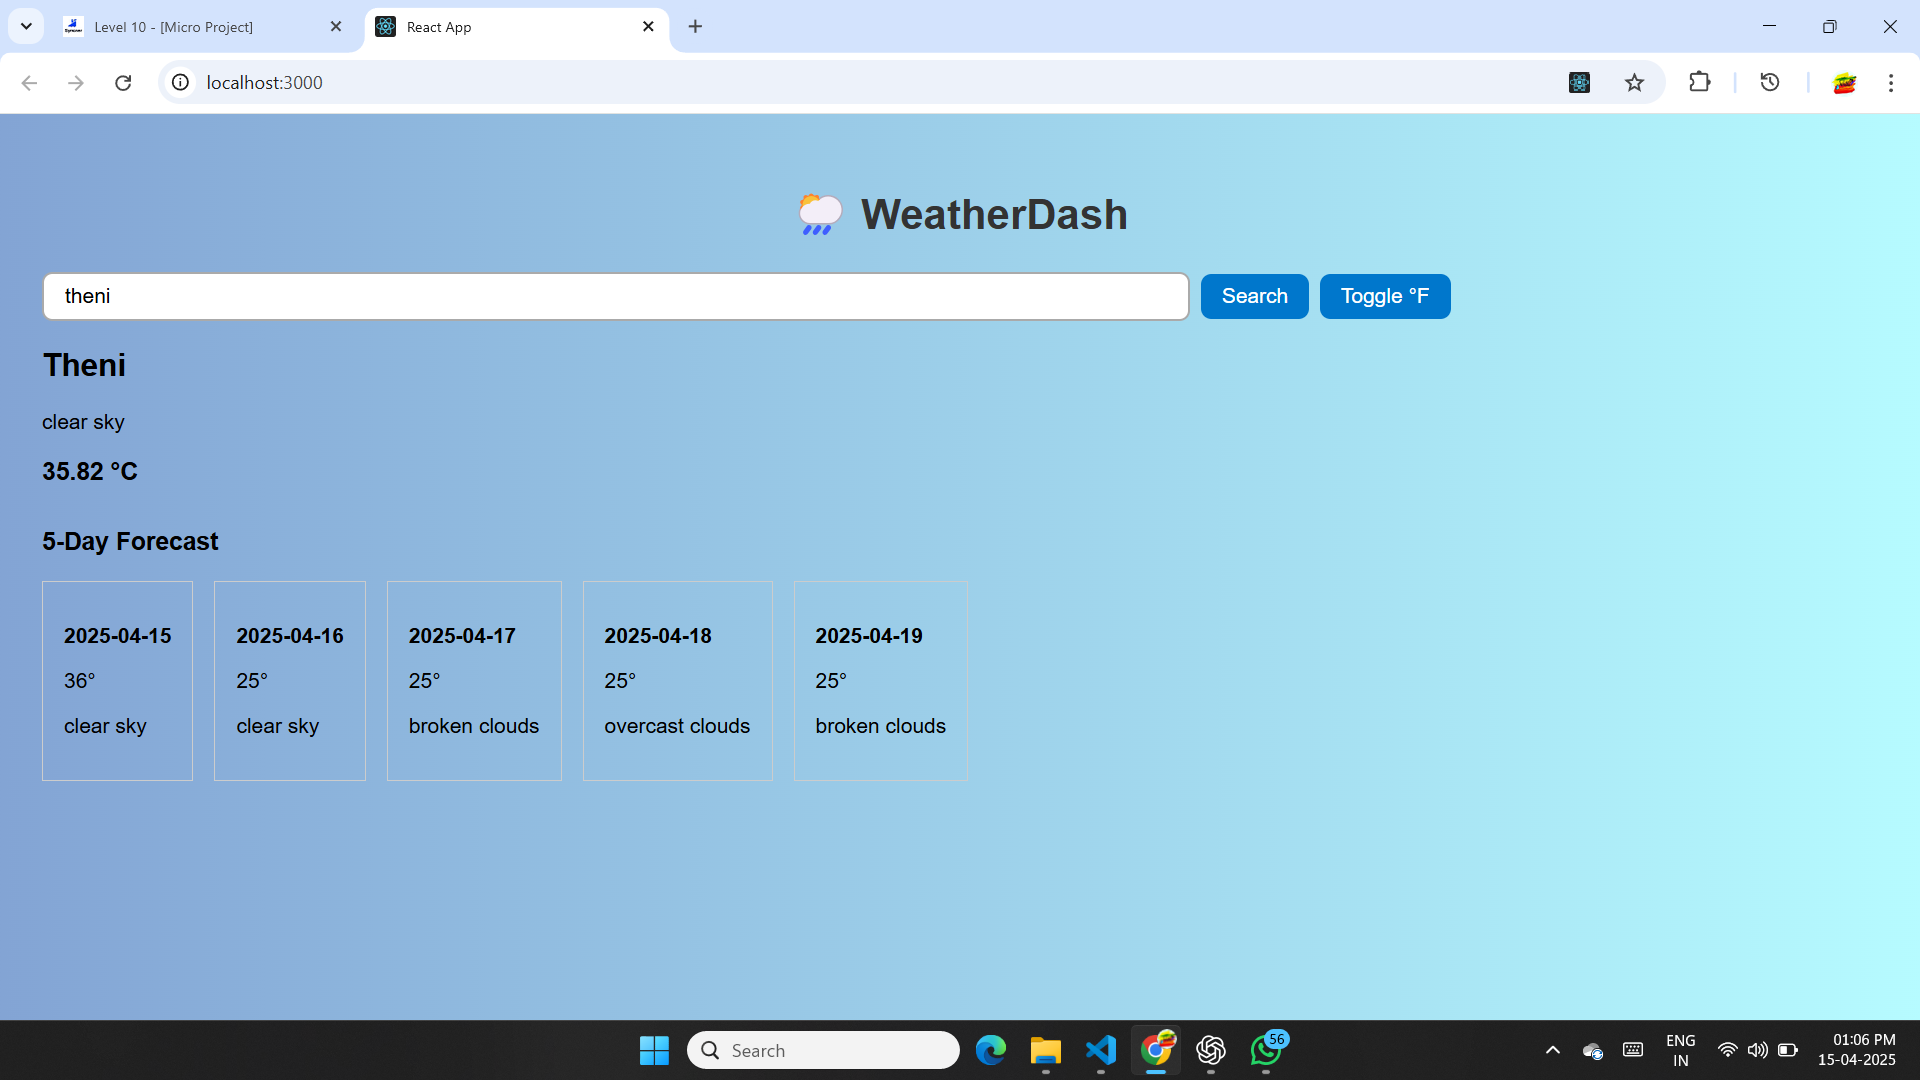 Level 10 - [Micro Project]
React App
localhost:3000
WeatherDash
theni
Search
Toggle °F
Theni
clear sky
35.82 °C
5-Day Forecast
2025-04-15
36°
clear sky
2025-04-16
25°
clear sky
2025-04-17
25°
broken clouds
2025-04-18
25°
overcast clouds
2025-04-19
25°
broken clouds
Search
56
ENG
IN
01:06 PM
15-04-2025